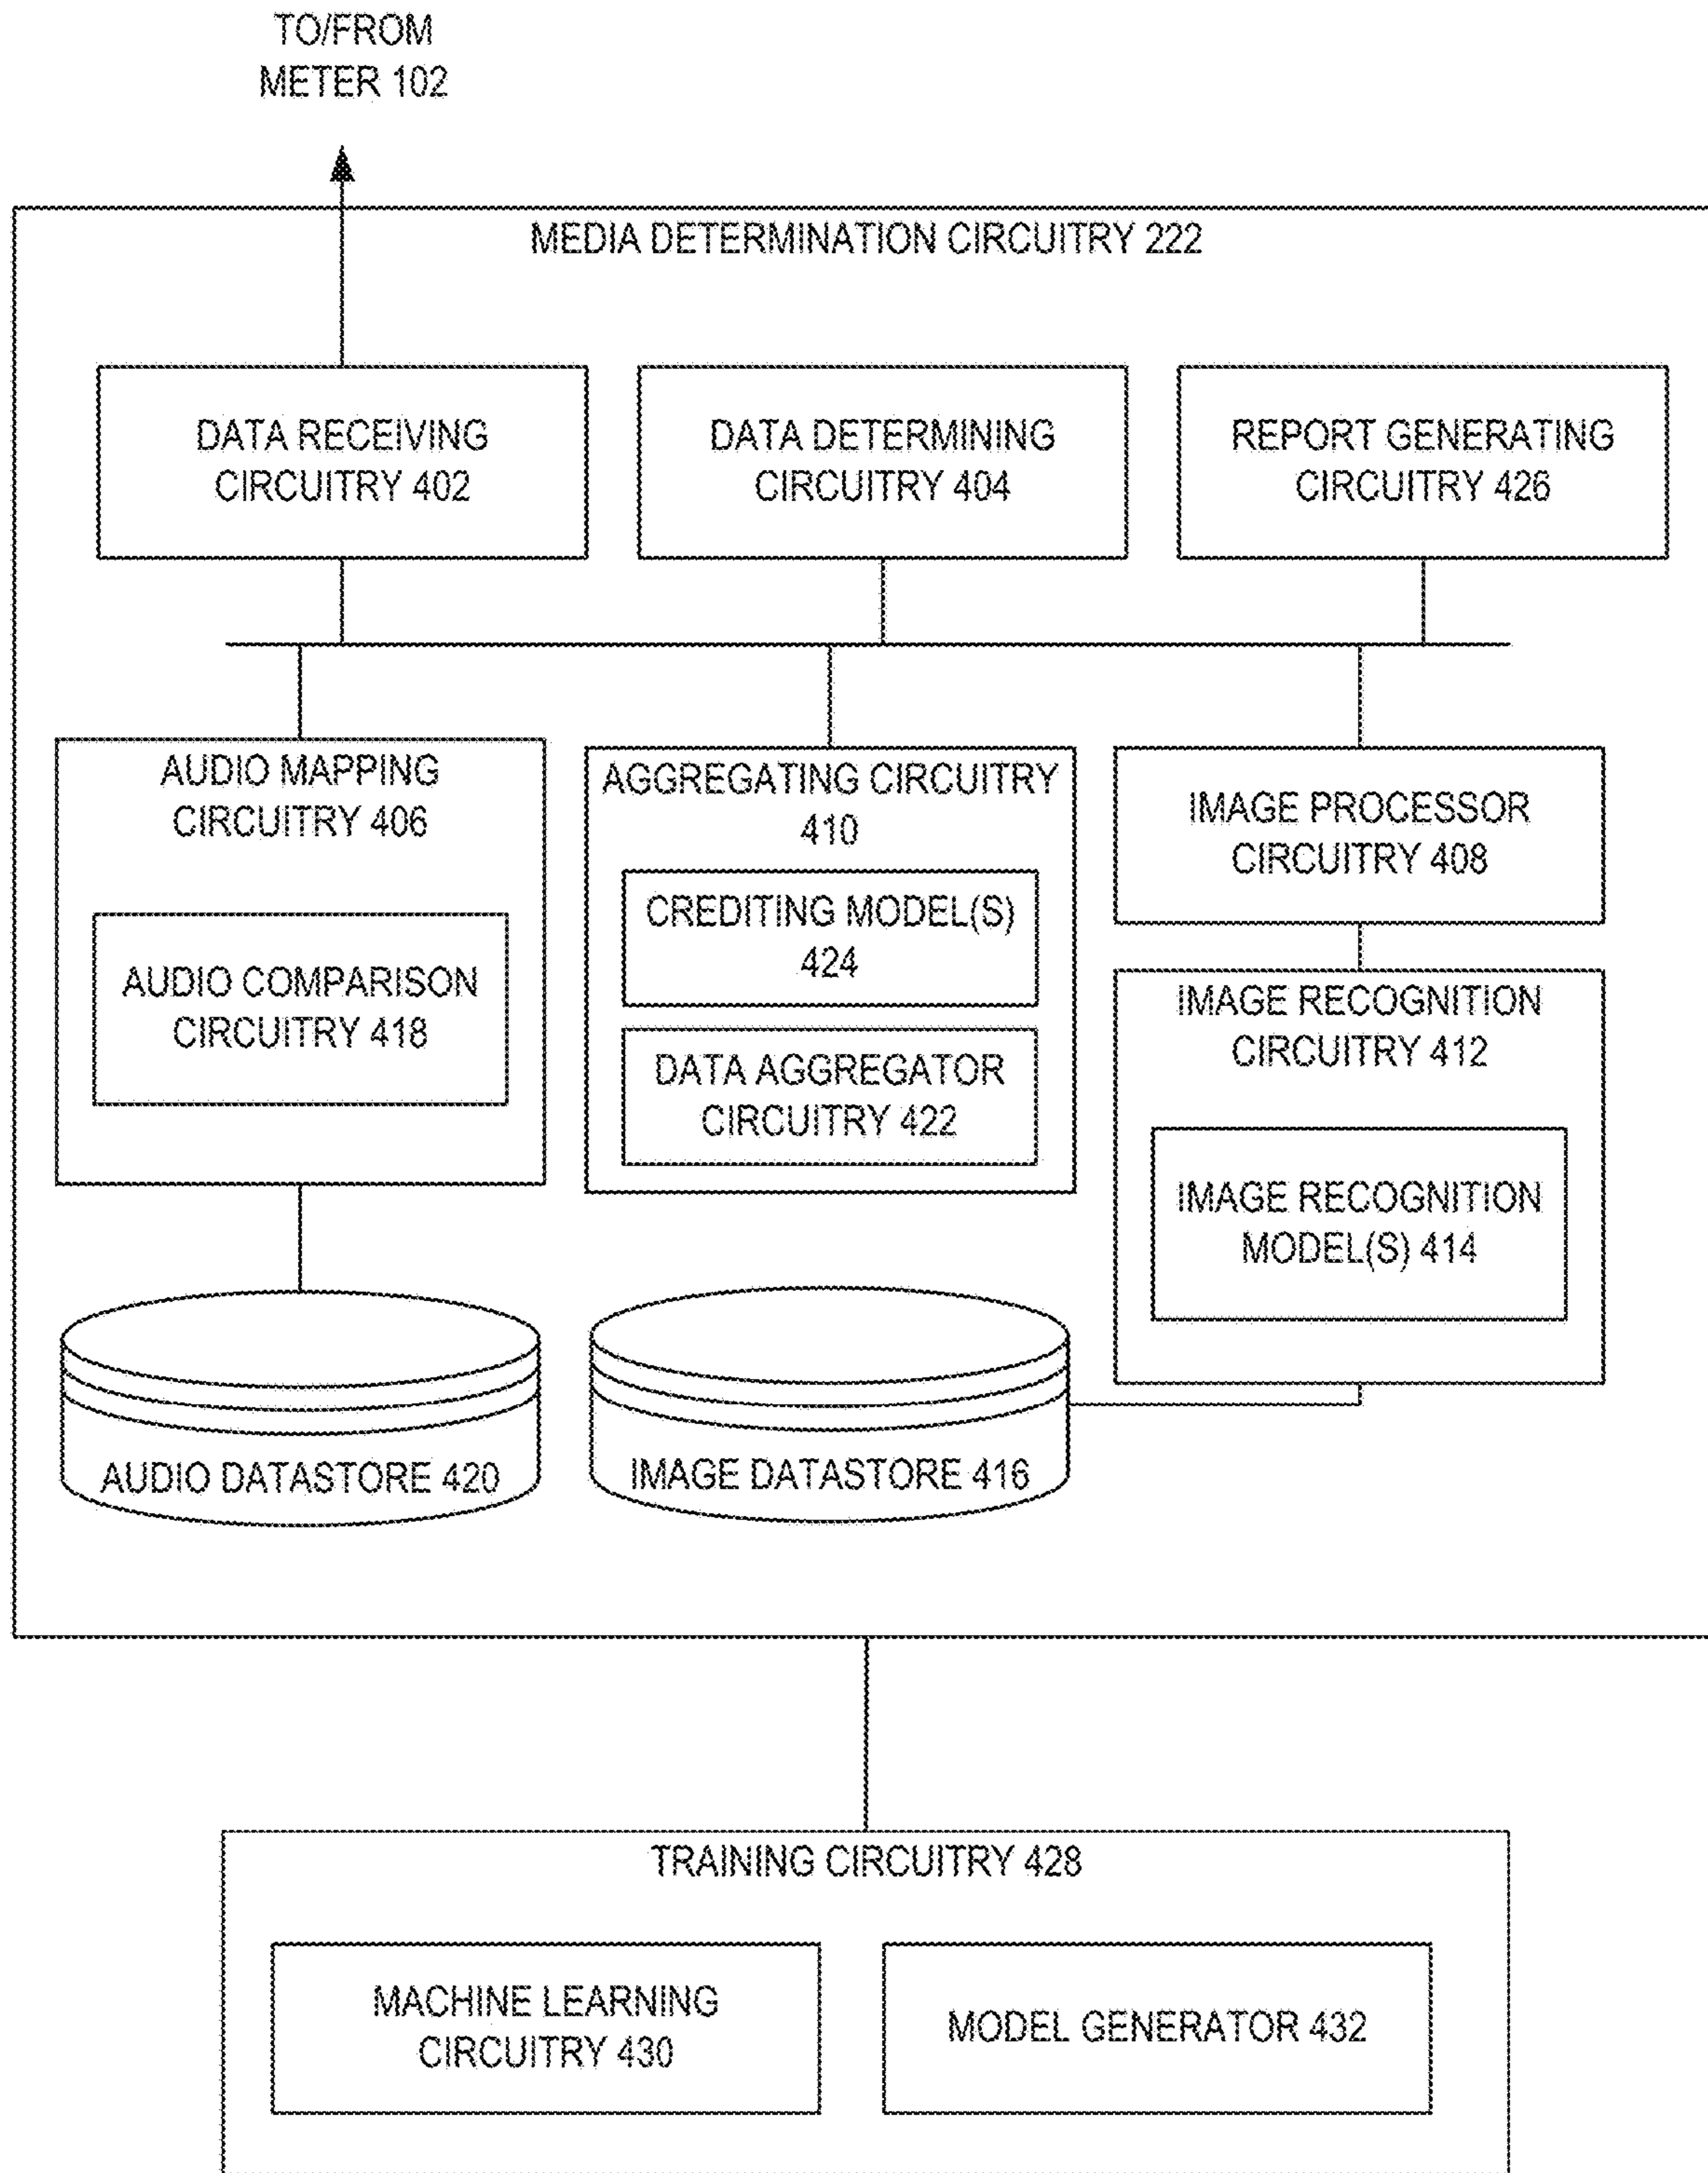 TO/FROM
METER 102
MEDIA DETERMINATION CIRCUITRY 222
DATA RECEIVING
CIRCUITRY 402
DATA DETERMINING
CIRCUITRY 404
REPORT GENERATING
CIRCUITRY 426
AUDIO MAPPING
CIRCUITRY 406
AUDIO COMPARISON
CIRCUITRY 418
AGGREGATING CIRCUITRY
410
CREDITING MODEL(S)
424
DATA AGGREGATOR
CIRCUITRY 422
IMAGE PROCESSOR
CIRCUITRY 408
IMAGE RECOGNITION
CIRCUITRY 412
IMAGE RECOGNITION
MODEL(S) 414
AUDIO DATASTORE 420
IMAGE DATASTORE 416
TRAINING CIRCUITRY 428
MACHINE LEARNING
CIRCUITRY 430
MODEL GENERATOR 432